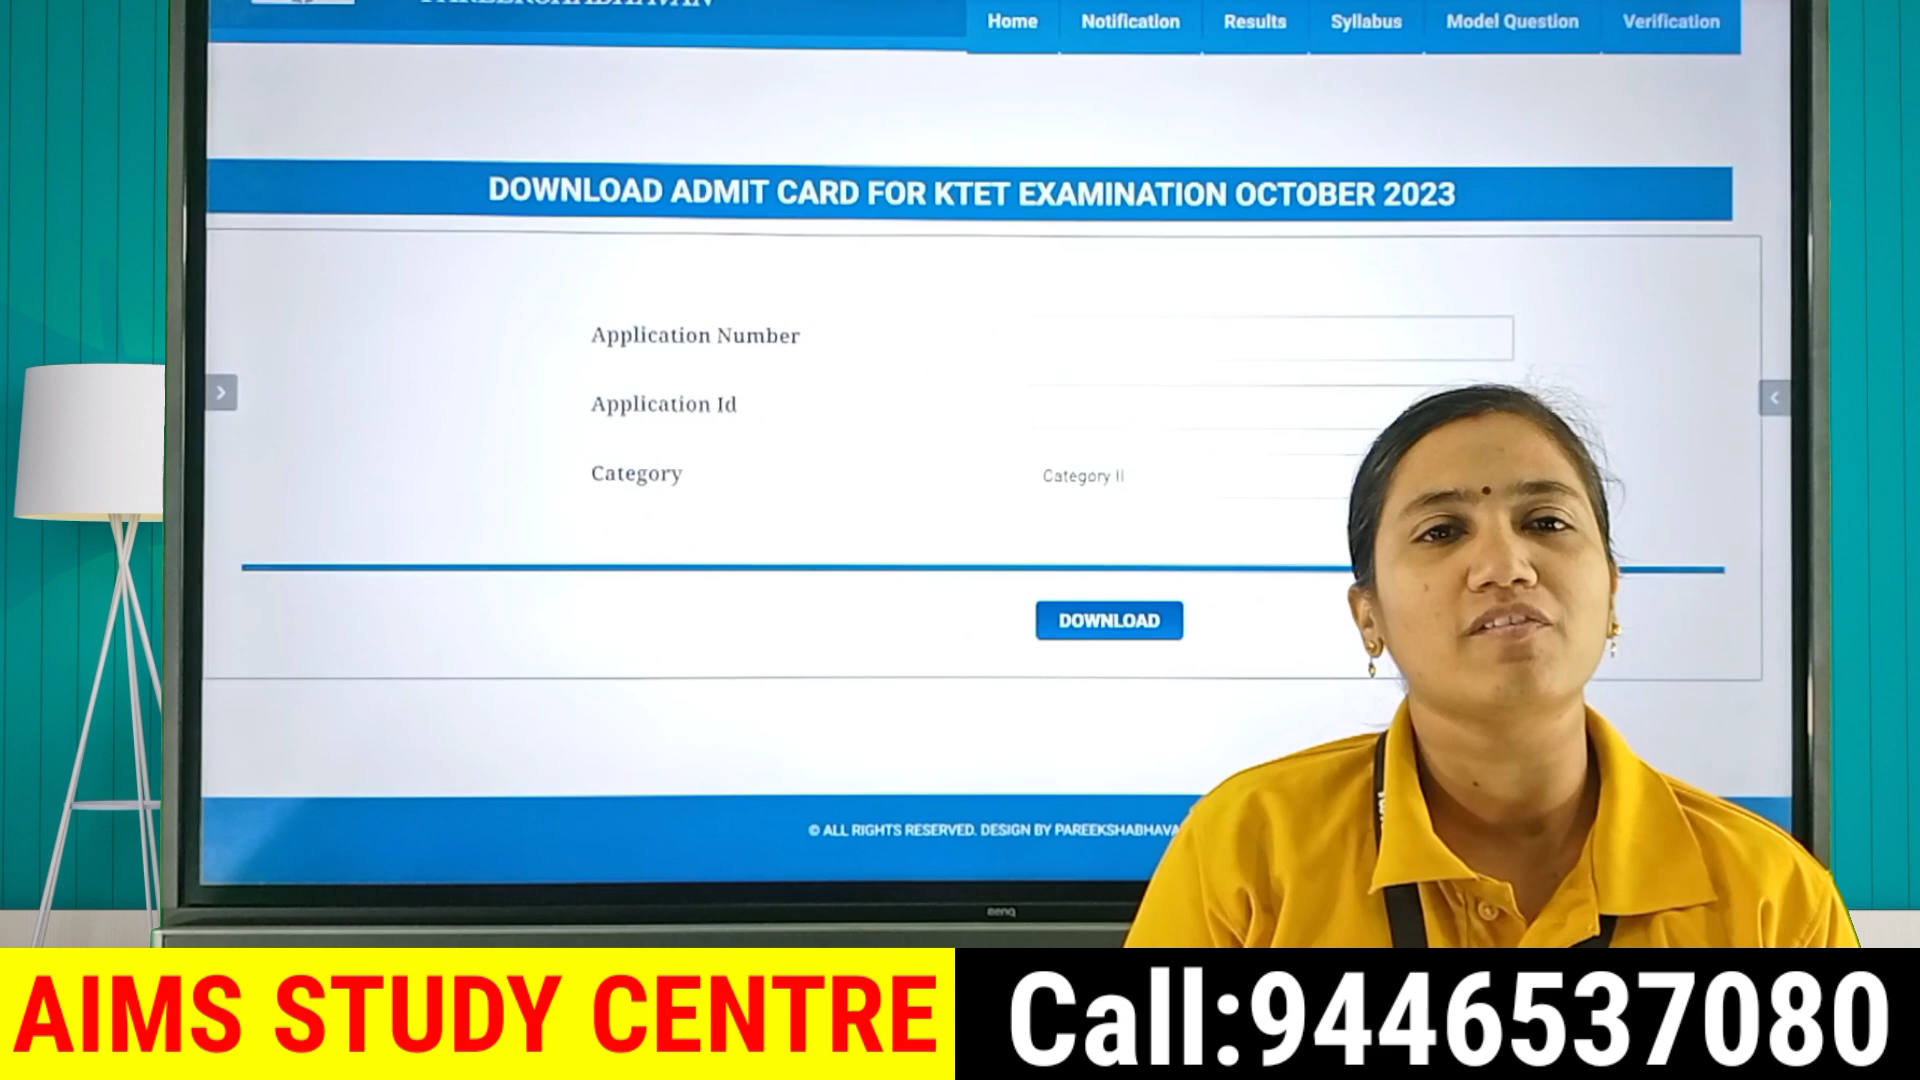 Home Notification Results Syllabus Model Question Verification
DOWNLOAD ADMIT CARD FOR KTET EXAMINATION OCTOBER 2023
Application Number
Application Id
Category Category II
DOWNLOAD
© ALL RIGHTS RESERVED. DESIGN BY PAREEKSHABHAVA
BenQ
AIMS STUDY CENTRE Call:9446537080